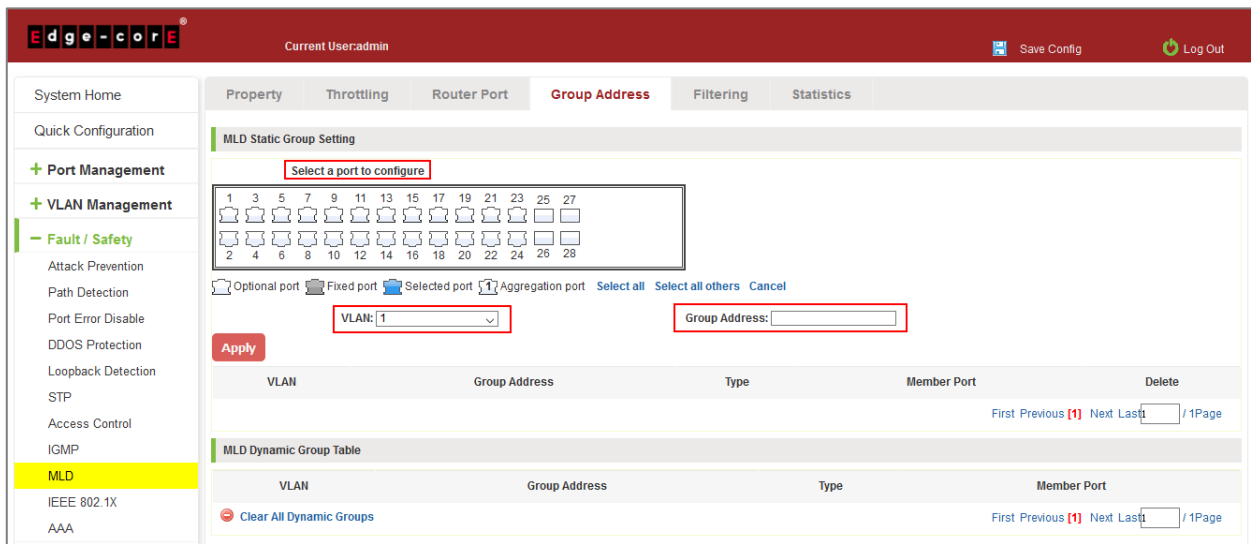 Edge-corE®
Current User:admin
Save Config
Log Out
System Home
Quick Configuration
+ Port Management
+ VLAN Management
− Fault / Safety
Attack Prevention
Path Detection
Port Error Disable
DDOS Protection
Loopback Detection
STP
Access Control
IGMP
MLD
IEEE 802.1X
AAA
Property Throttling Router Port Group Address Filtering Statistics
MLD Static Group Setting
Select a port to configure
1 3 5 7 9 11 13 15 17 19 21 23 25 27
2 4 6 8 10 12 14 16 18 20 22 24 26 28
Optional port Fixed port Selected port 1 Aggregation port Select all Select all others Cancel
VLAN: 1 Group Address:
Apply
VLAN Group Address Type Member Port Delete
First Previous [1] Next Last 1 / 1Page
MLD Dynamic Group Table
VLAN Group Address Type Member Port
Clear All Dynamic Groups First Previous [1] Next Last 1 / 1Page